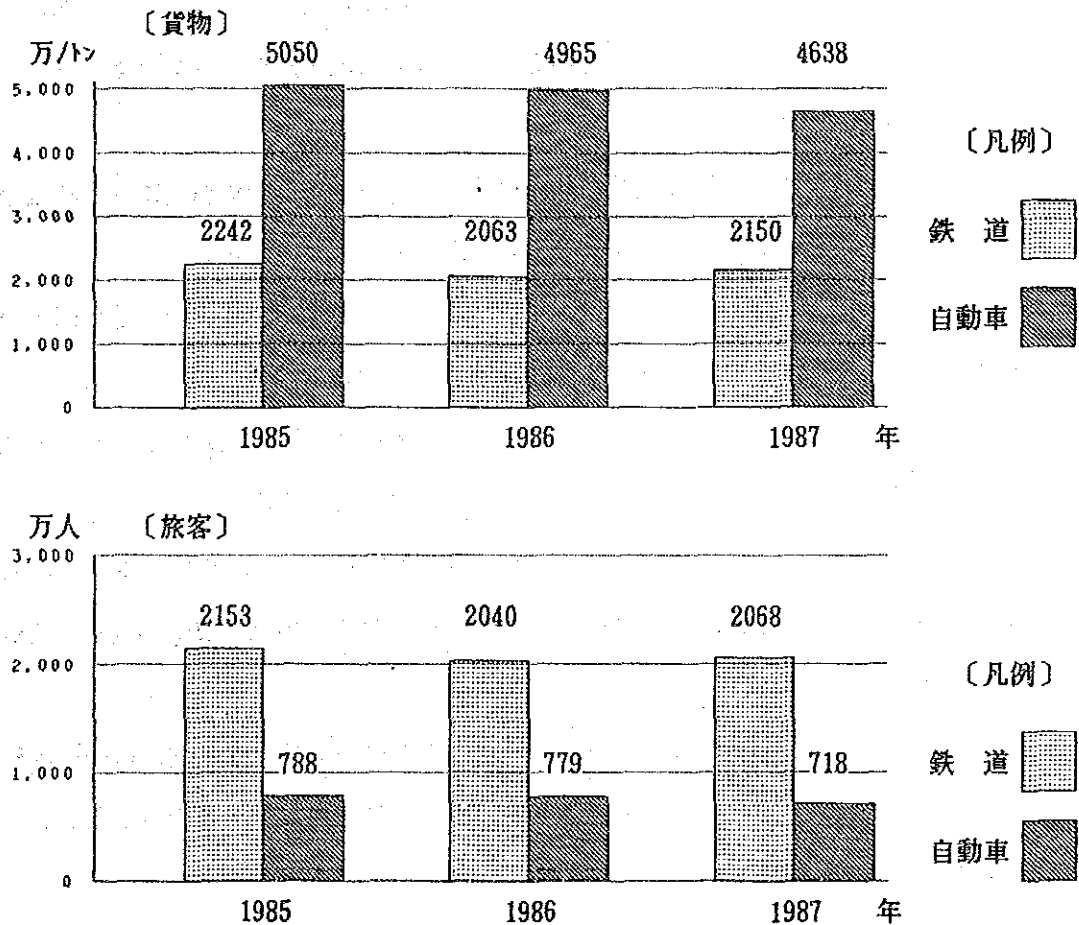 〔貨物〕
万/トン
5050 4965 4638
5,000
4,000
3,000
2,000
1,000
0
2242 2063 2150
1985 1986 1987 年
〔凡例〕
鉄 道
自動車
万人 〔旅客〕
3,000
2,000
1,000
0
2153 2040 2068
788 779 718
1985 1986 1987 年
〔凡例〕
鉄 道
自動車